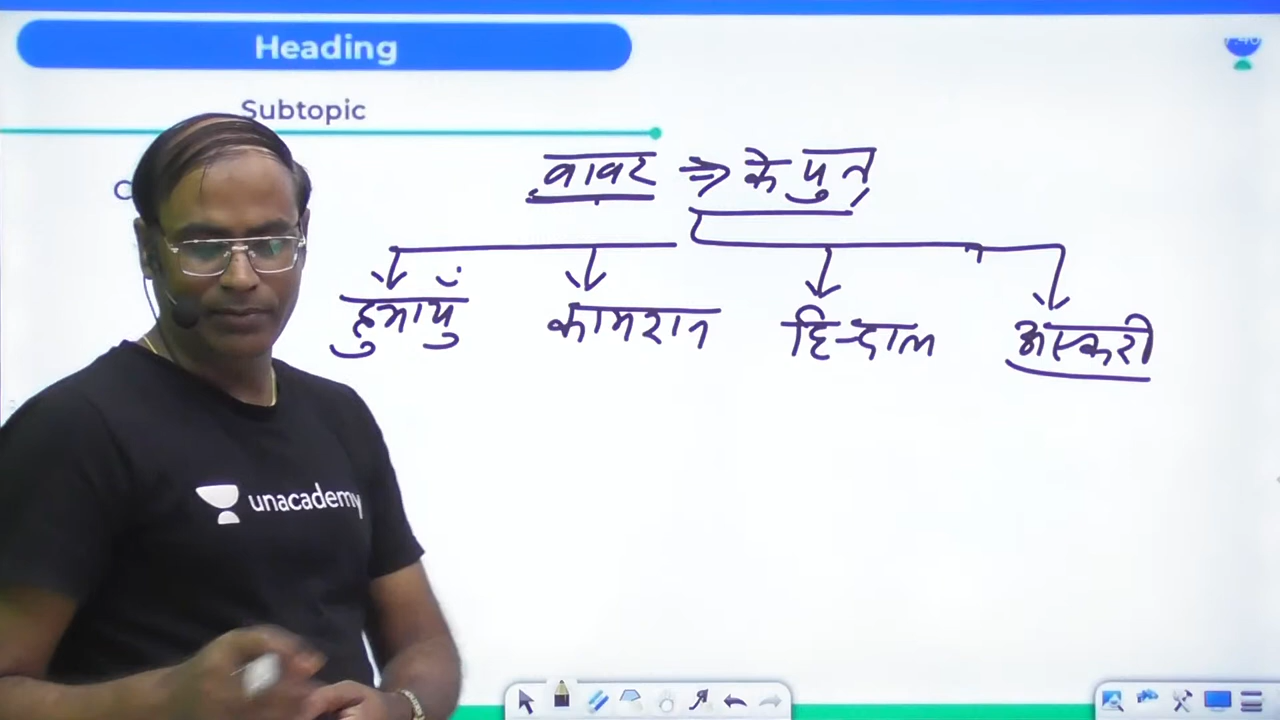 Heading
Subtopic
बाबर ⇒ के पुत्र
हुमायुँ कामरान हिन्दाल अस्करी
unacademy